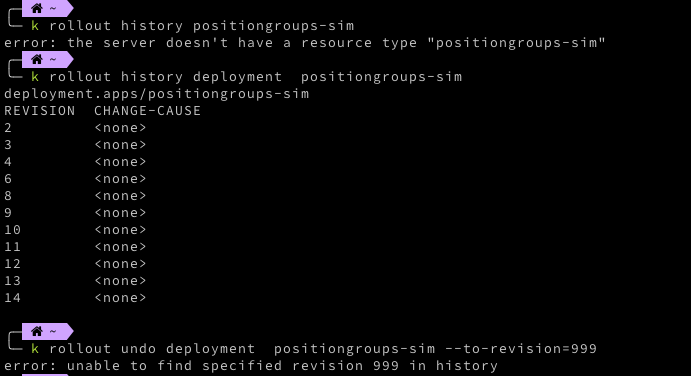 ~
k rollout history positiongroups-sim
error: the server doesn't have a resource type "positiongroups-sim"
~
k rollout history deployment  positiongroups-sim
deployment.apps/positiongroups-sim
REVISION  CHANGE-CAUSE
2         <none>
3         <none>
4         <none>
6         <none>
8         <none>
9         <none>
10        <none>
11        <none>
12        <none>
13        <none>
14        <none>
~
k rollout undo deployment  positiongroups-sim --to-revision=999
error: unable to find specified revision 999 in history